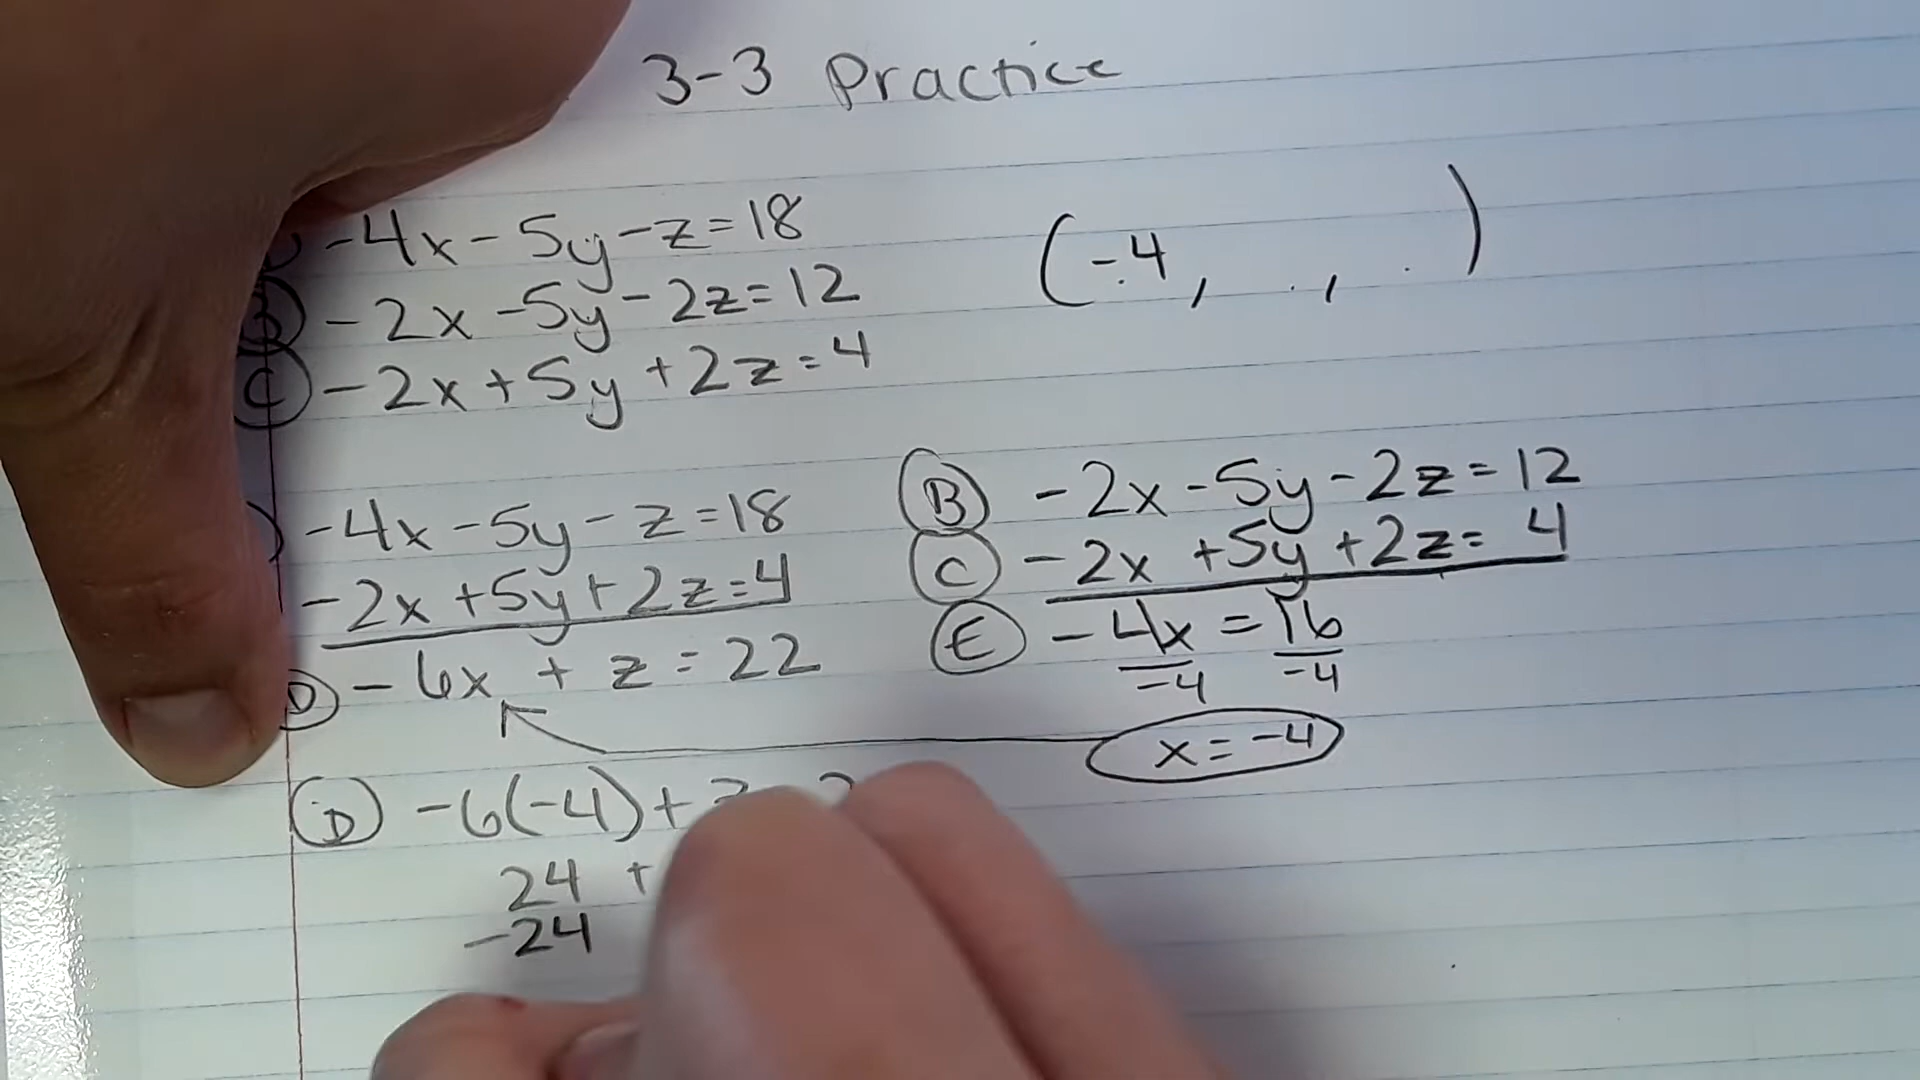 3-3 Practice
-4x-5y-z=18
(-4, , )
B -2x-5y-2z=12
C -2x+5y+2z=4
-4x-5y-z=18
-2x+5y+2z=4
D -6x+z=22
B -2x-5y-2z=12
C -2x+5y+2z=4
E -4x=16
-4 -4
x=-4
D -6(-4)+
24 +
-24